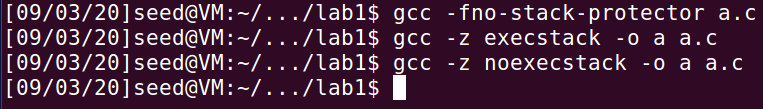 [09/03/20]seed@VM:~/.../lab1$ gcc -fno-stack-protector a.c
[09/03/20]seed@VM:~/.../lab1$ gcc -z execstack -o a a.c
[09/03/20]seed@VM:~/.../lab1$ gcc -z noexecstack -o a a.c
[09/03/20]seed@VM:~/.../lab1$